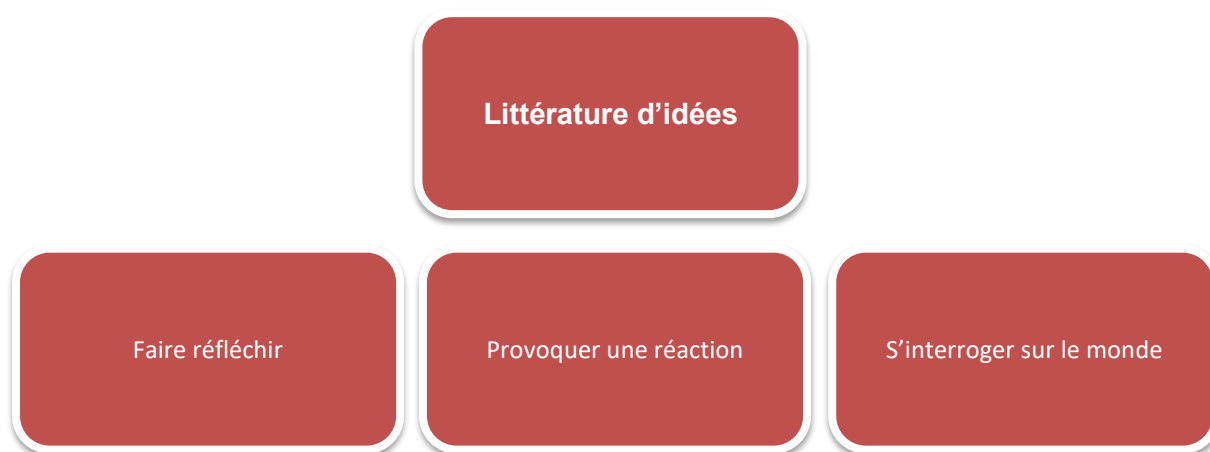 Littérature d’idées
Faire réfléchir
Provoquer une réaction
S’interroger sur le monde